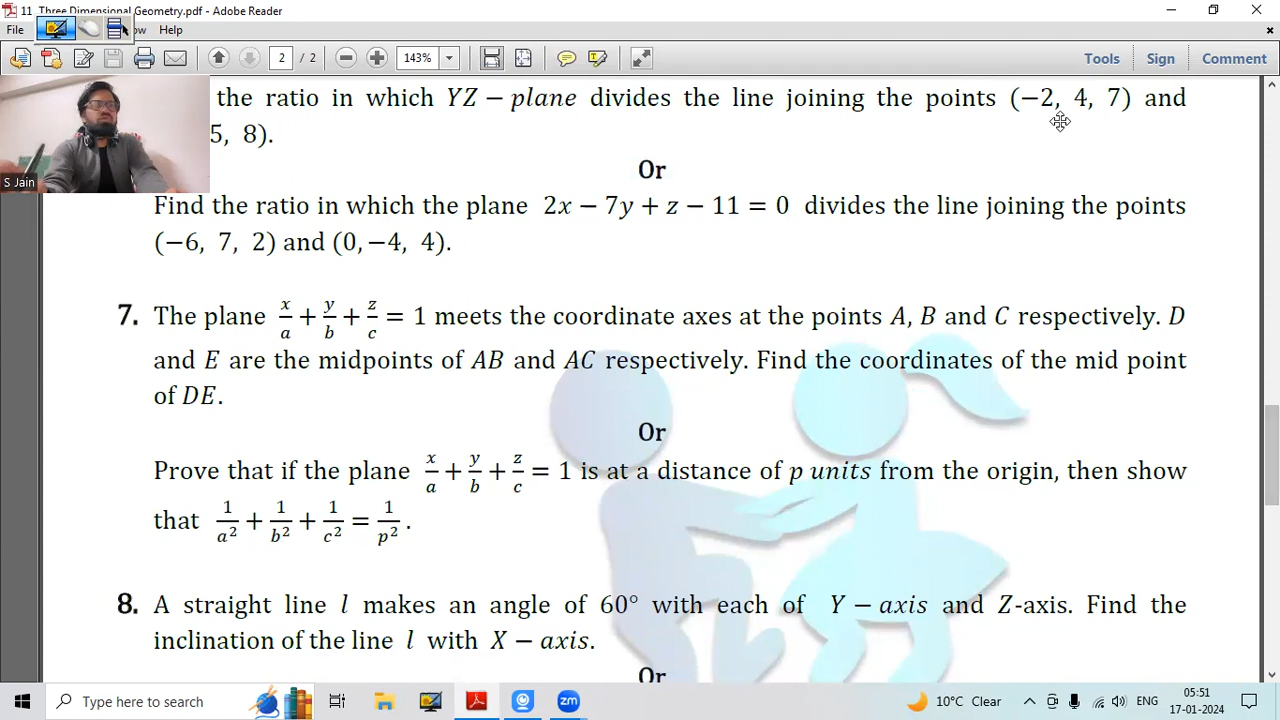 11_Three Dimensional Geometry.pdf - Adobe Reader
File
ow Help
2 / 2 143% Tools Sign Comment
the ratio in which YZ − plane divides the line joining the points (−2, 4, 7) and
5, 8).
S Jain
Or
Find the ratio in which the plane 2x − 7y + z − 11 = 0 divides the line joining the points
(−6, 7, 2) and (0, −4, 4).
7. The plane x/a + y/b + z/c = 1 meets the coordinate axes at the points A, B and C respectively. D
and E are the midpoints of AB and AC respectively. Find the coordinates of the mid point
of DE.
Or
Prove that if the plane x/a + y/b + z/c = 1 is at a distance of p units from the origin, then show
that 1/a² + 1/b² + 1/c² = 1/p² .
8. A straight line l makes an angle of 60° with each of Y − axis and Z-axis. Find the
inclination of the line l with X − axis.
Or
Type here to search
zm
10°C Clear
ENG
05:51
17-01-2024